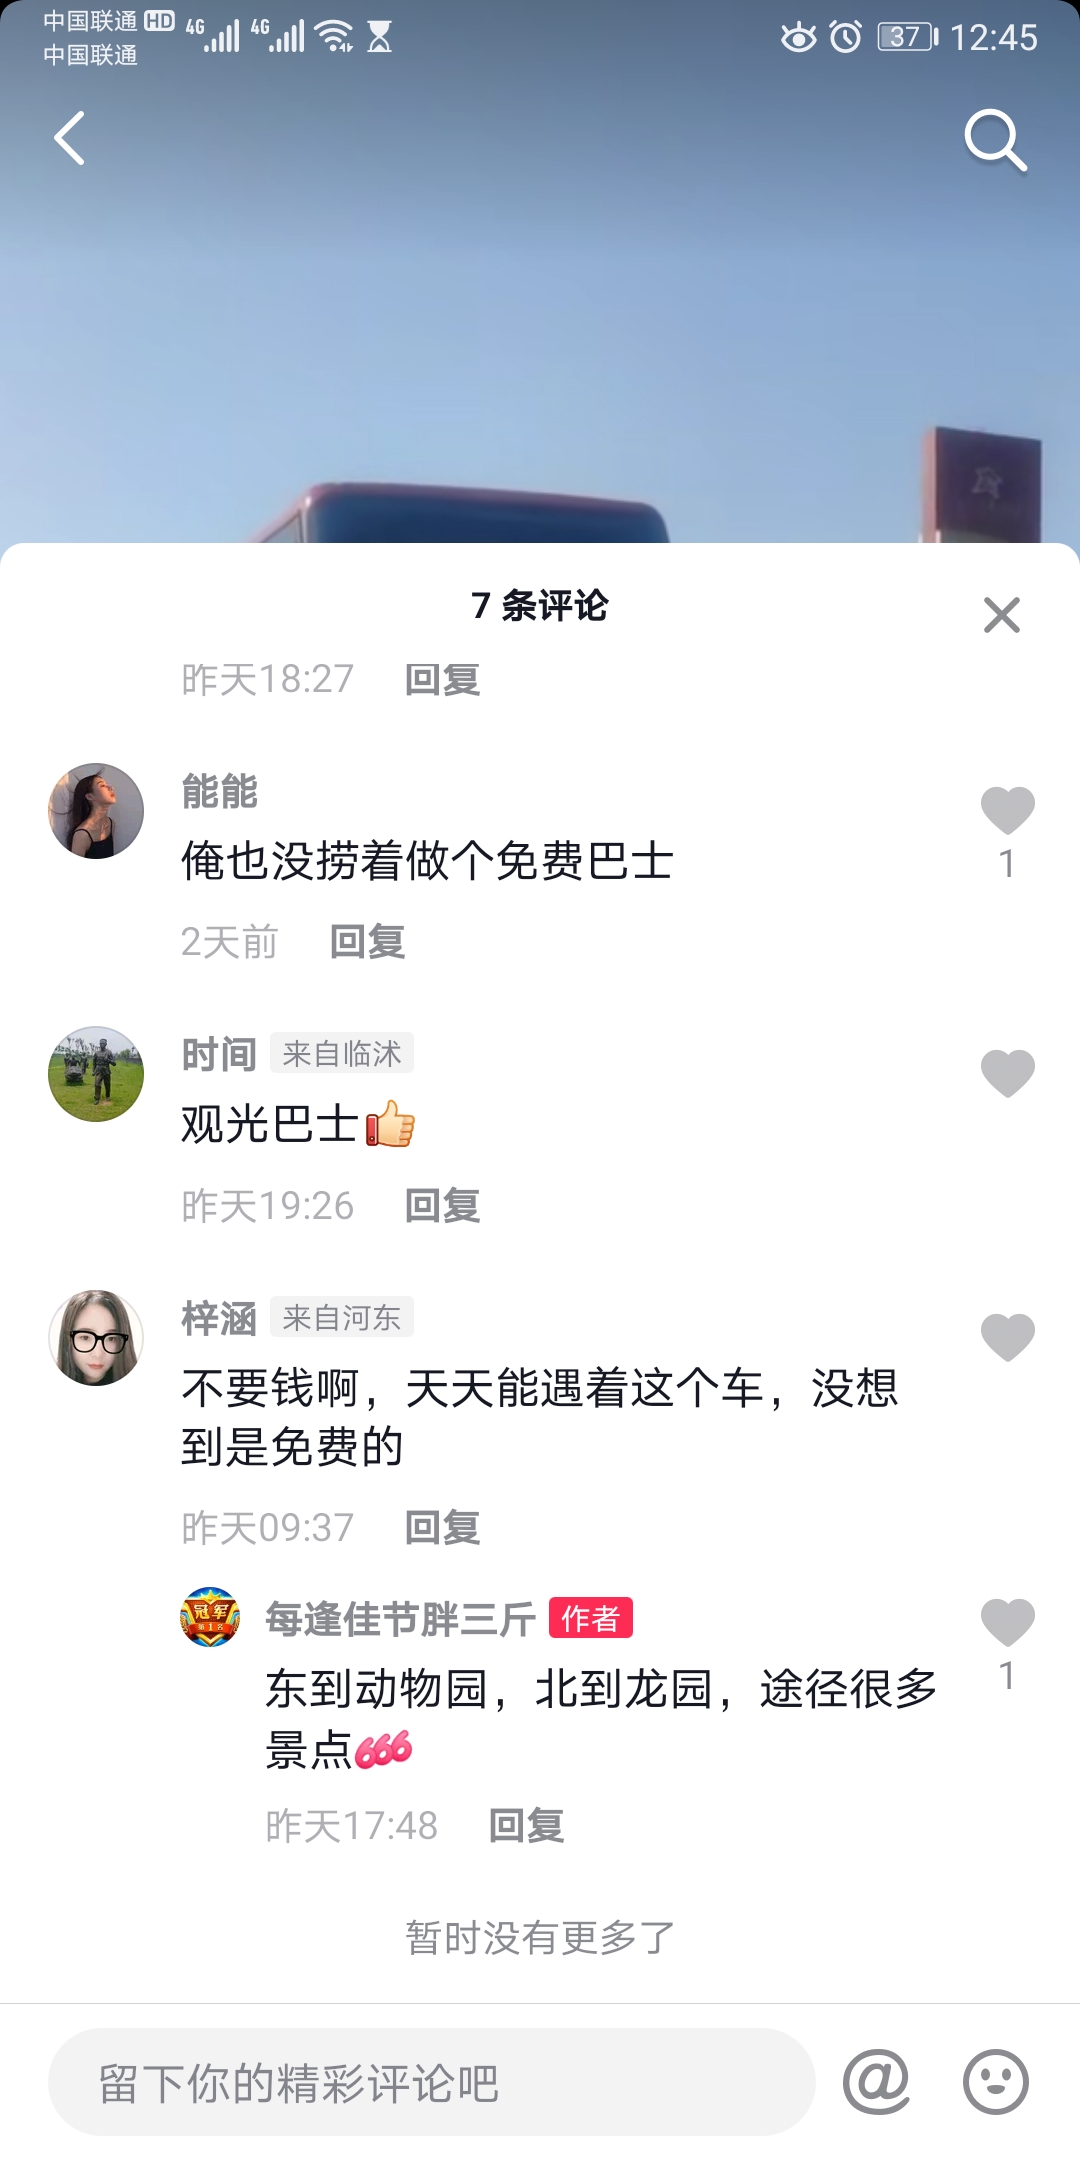 中国联通 HD 4G 4G 37 12:45
中国联通
7 条评论
昨天18:27 回复
能能
俺也没捞着做个免费巴士
1
2天前 回复
时间 来自临沭
观光巴士
昨天19:26 回复
梓涵 来自河东
不要钱啊，天天能遇着这个车，没想
到是免费的
昨天09:37 回复
冠军
第1名
每逢佳节胖三斤 作者
东到动物园，北到龙园，途径很多
景点666
1
昨天17:48 回复
暂时没有更多了
留下你的精彩评论吧 @